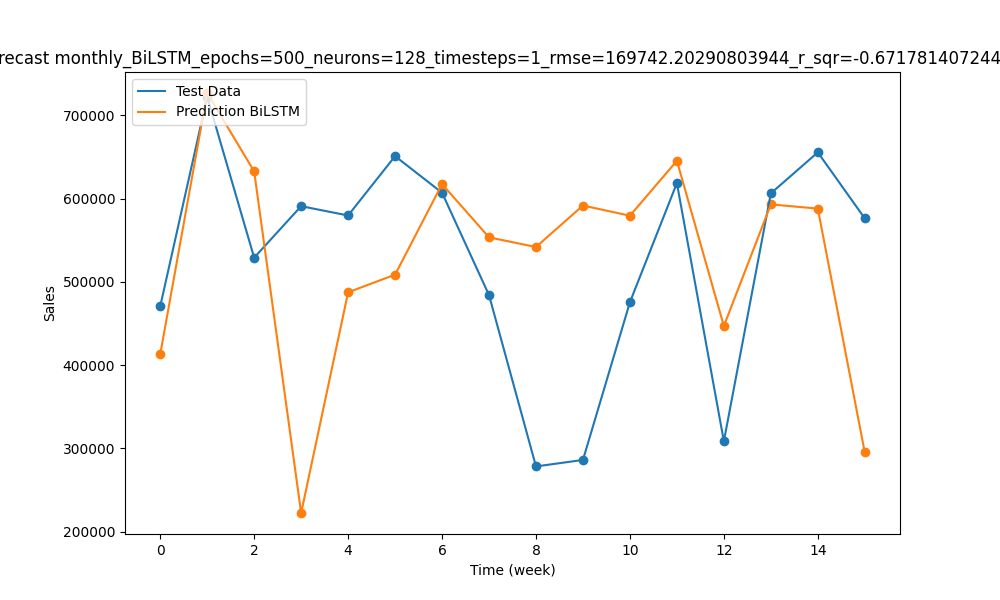 recast monthly_BiLSTM_epochs=500_neurons=128_timesteps=1_rmse=169742.20290803944_r_sqr=-0.671781407244
Test Data
Prediction BiLSTM
700000
600000
500000
400000
300000
200000
Sales
0 2 4 6 8 10 12 14
Time (week)